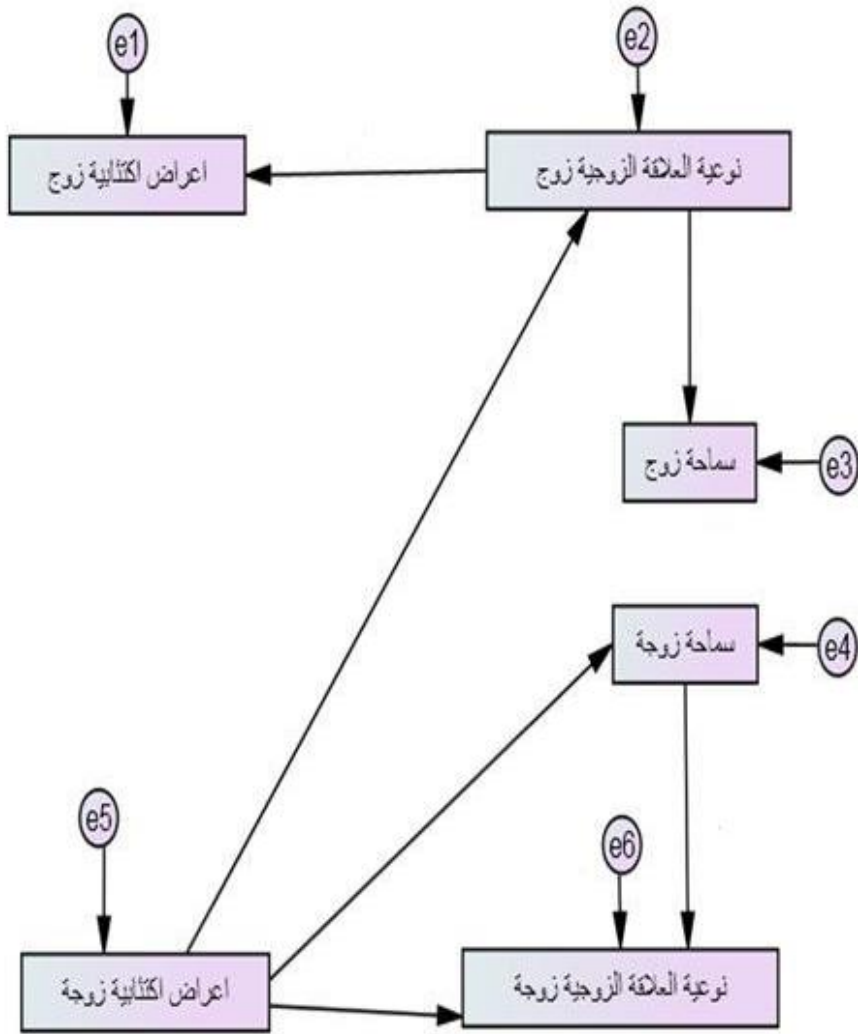 e1
e2
اعراض اكتئابية زوج
نوعية العلاقة الزوجية زوج
سماحة زوج
e3
سماحة زوجة
e4
e5
e6
اعراض اكتئابية زوجة
نوعية العلاقة الزوجية زوجة